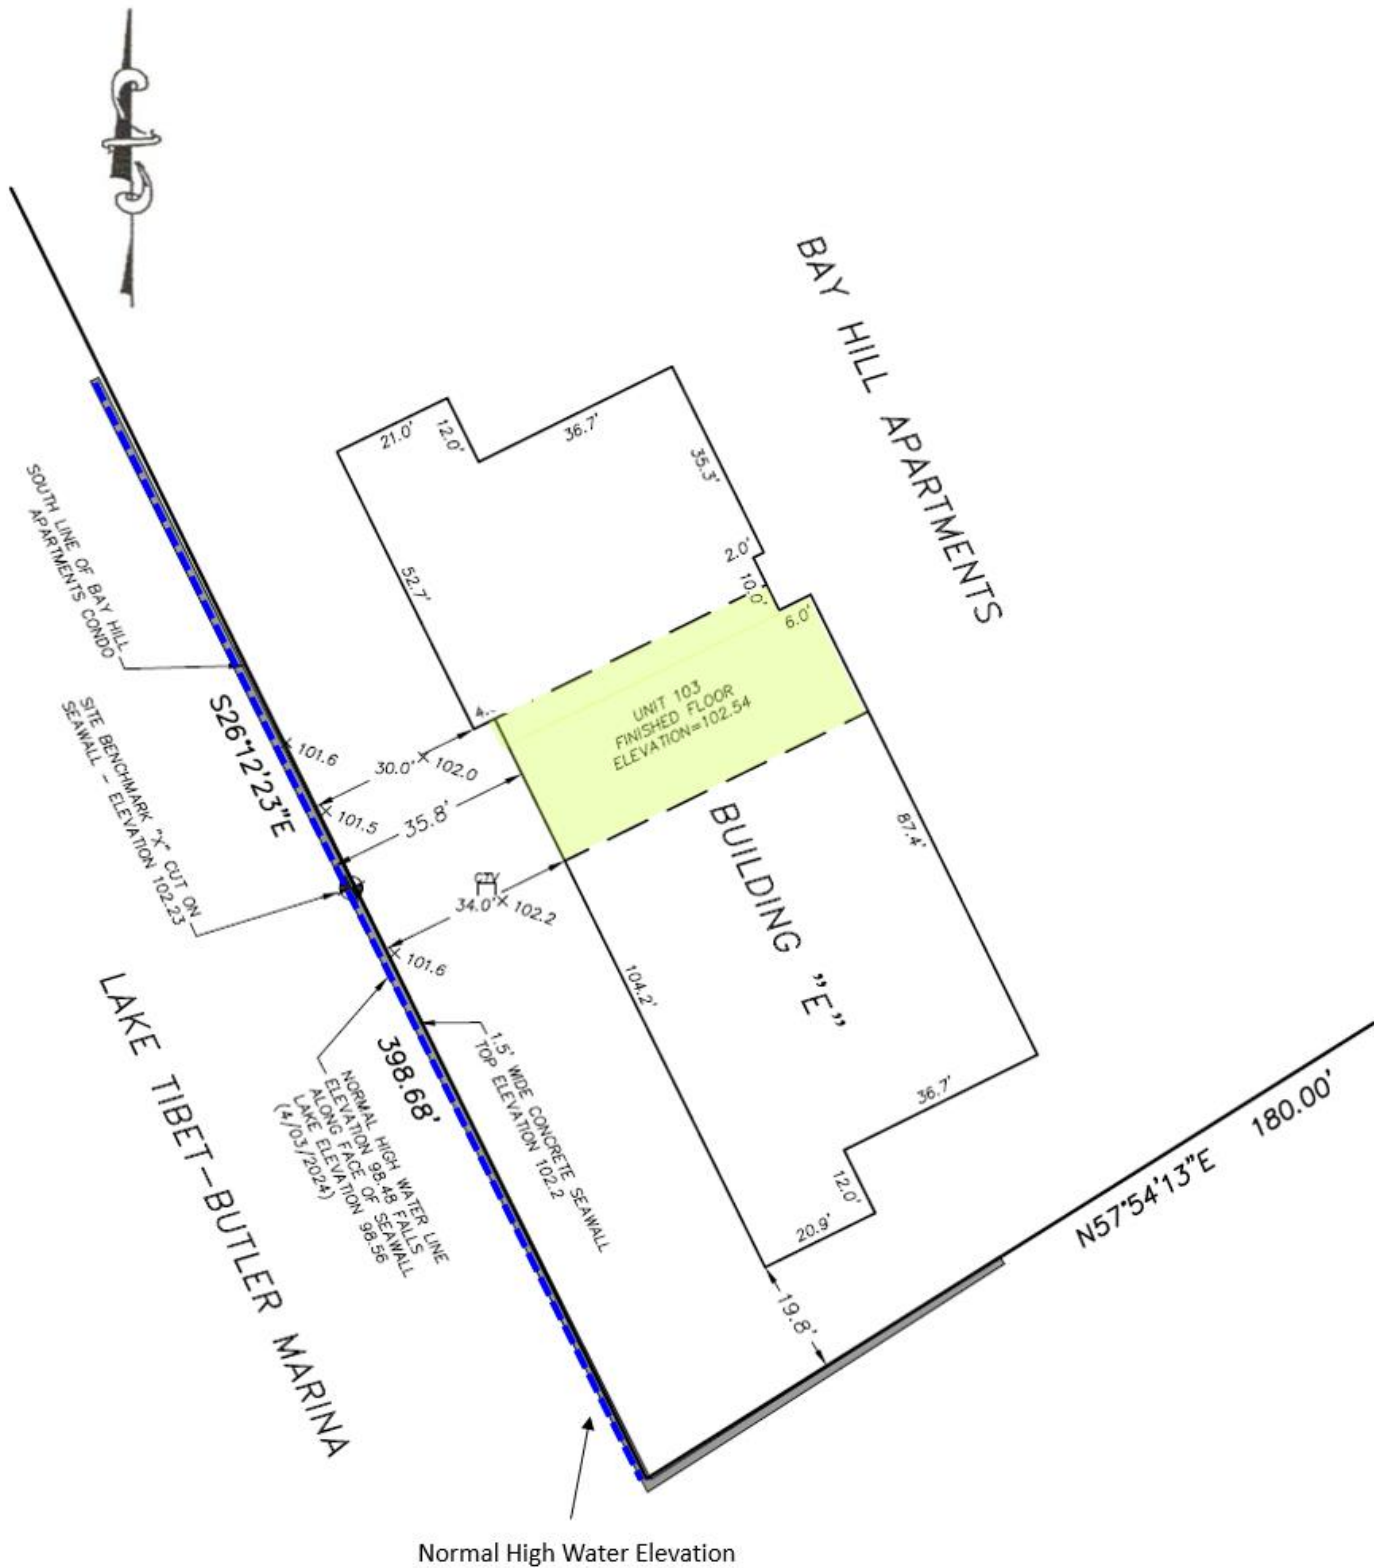 BAY HILL APARTMENTS
21.0'
12.0'
36.7'
35.3'
52.7'
2.0'
10.0'
6.0'
SOUTH LINE OF BAY HILL
APARTMENTS CONDO
SITE BENCHMARK "X" CUT ON
SEAWALL - ELEVATION 102.23
S26°12'23"E
101.6
30.0'
102.0
101.5
35.8'
UNIT 103
FINISHED FLOOR
ELEVATION=102.54
BUILDING "E"
87.4'
CTV
34.0'
102.2
101.6
104.2'
398.68'
1.5' WIDE CONCRETE SEAWALL
TOP ELEVATION 102.2
NORMAL HIGH WATER LINE
ELEVATION 98.48 FALLS
ALONG FACE OF SEAWALL
LAKE ELEVATION 98.56
(4/03/2024)
LAKE TIBET-BUTLER MARINA
36.7'
12.0'
20.9'
19.8'
N57°54'13"E 180.00'
Normal High Water Elevation